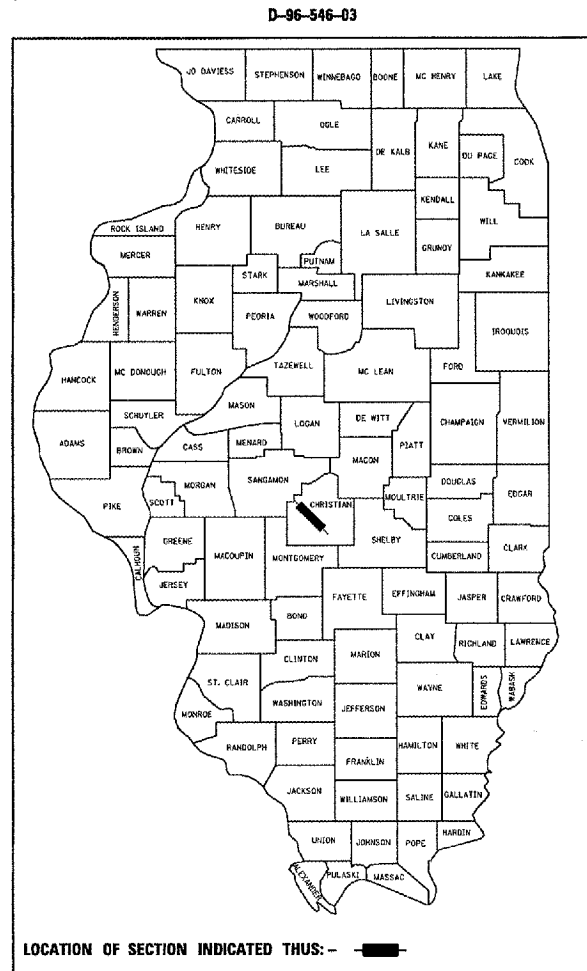 D-96-546-03
JO DAVIESS STEPHENSON WINNEBAGO BOONE MC HENRY LAKE
CARROLL OGLE
DE KALB KANE DU PAGE COOK
WHITESIDE LEE
KENDALL
ROCK ISLAND HENRY BUREAU LA SALLE WILL
MERCER PUTNAM GRUNDY
STARK MARSHALL KANKAKEE
HENDERSON WARREN KNOX PEORIA WOODFORD LIVINGSTON IROQUOIS
HANCOCK MC DONOUGH FULTON TAZEWELL MC LEAN FORD
MASON
SCHUYLER LOGAN DE WITT CHAMPAIGN VERMILION
ADAMS BROWN CASS MENARD PIATT
MACON
MORGAN SANGAMON DOUGLAS
PIKE SCOTT CHRISTIAN MOULTRIE EDGAR
COLES
GREENE SHELBY
CALHOUN MACOUPIN MONTGOMERY CUMBERLAND CLARK
JERSEY
FAYETTE EFFINGHAM JASPER CRAWFORD
MADISON BOND
CLAY RICHLAND LAWRENCE
CLINTON MARION
ST. CLAIR WAYNE EDWARDS WABASH
MONROE WASHINGTON JEFFERSON
RANDOLPH PERRY HAMILTON WHITE
FRANKLIN
JACKSON WILLIAMSON SALINE GALLATIN
UNION JOHNSON POPE HARDIN
ALEXANDER PULASKI MASSAC
LOCATION OF SECTION INDICATED THUS: -